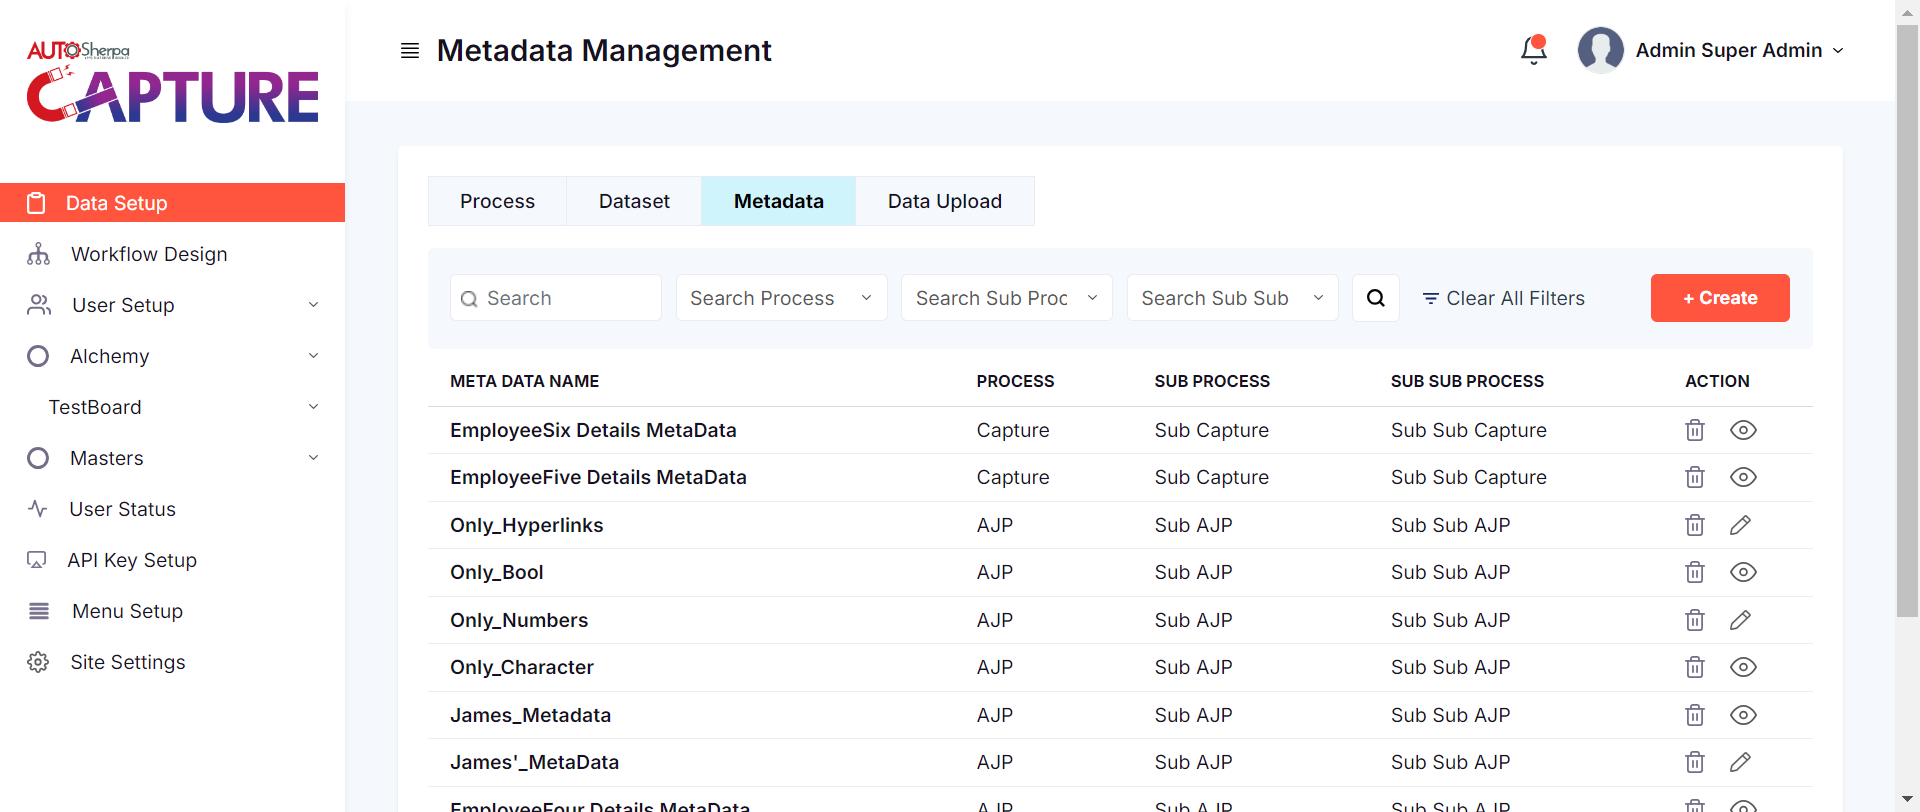 AUTOSherpa
CAPTURE
Metadata Management
Admin Super Admin
Data Setup
Workflow Design
User Setup
Alchemy
TestBoard
Masters
User Status
API Key Setup
Menu Setup
Site Settings
Process Dataset Metadata Data Upload
Search Search Process Search Sub Proc Search Sub Sub Clear All Filters + Create
META DATA NAME PROCESS SUB PROCESS SUB SUB PROCESS ACTION
EmployeeSix Details MetaData Capture Sub Capture Sub Sub Capture
EmployeeFive Details MetaData Capture Sub Capture Sub Sub Capture
Only_Hyperlinks AJP Sub AJP Sub Sub AJP
Only_Bool AJP Sub AJP Sub Sub AJP
Only_Numbers AJP Sub AJP Sub Sub AJP
Only_Character AJP Sub AJP Sub Sub AJP
James_Metadata AJP Sub AJP Sub Sub AJP
James'_MetaData AJP Sub AJP Sub Sub AJP
EmployeeFour Details MetaData AJP Sub AJP Sub Sub AJP